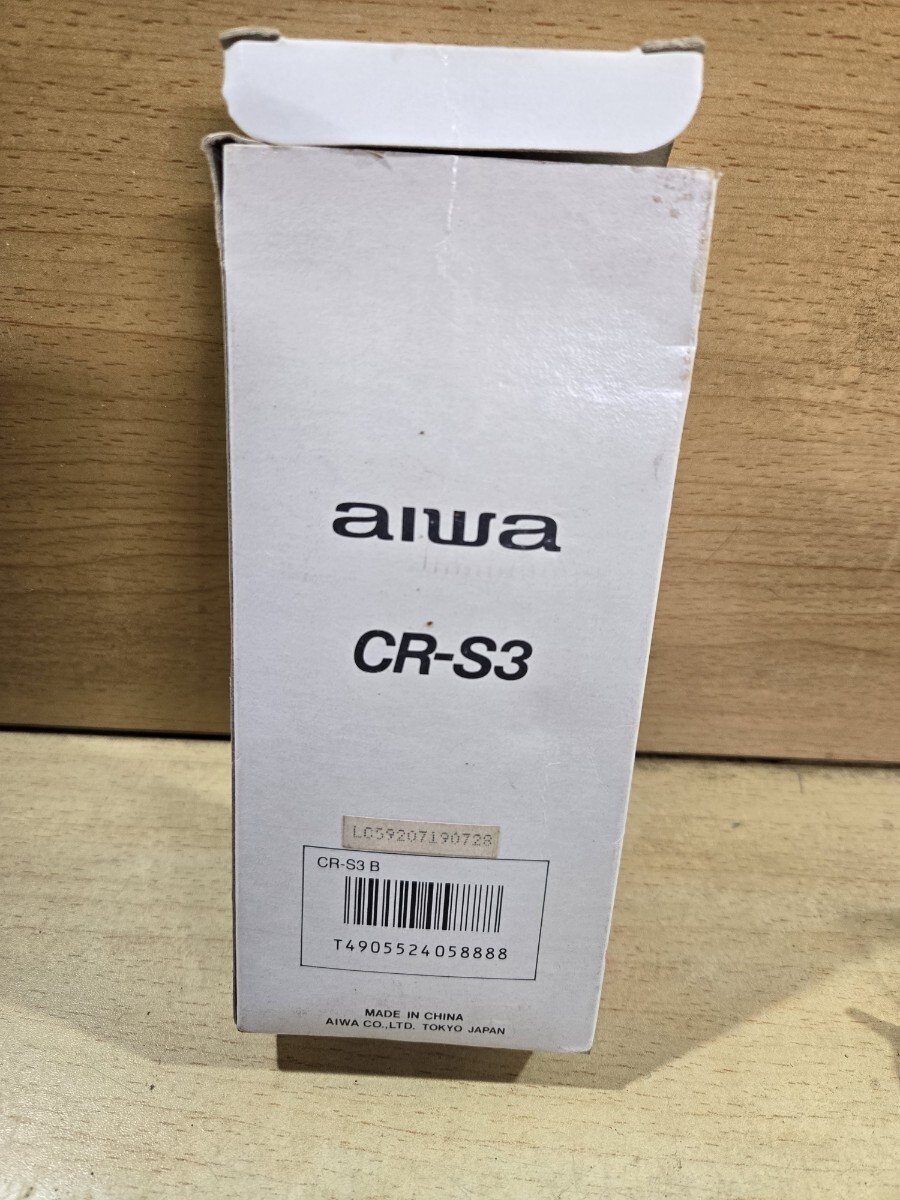 aiwa
CR-S3
LC59207190728
CR-S3 B
T4905524058888
MADE IN CHINA
AIWA CO.,LTD. TOKYO JAPAN